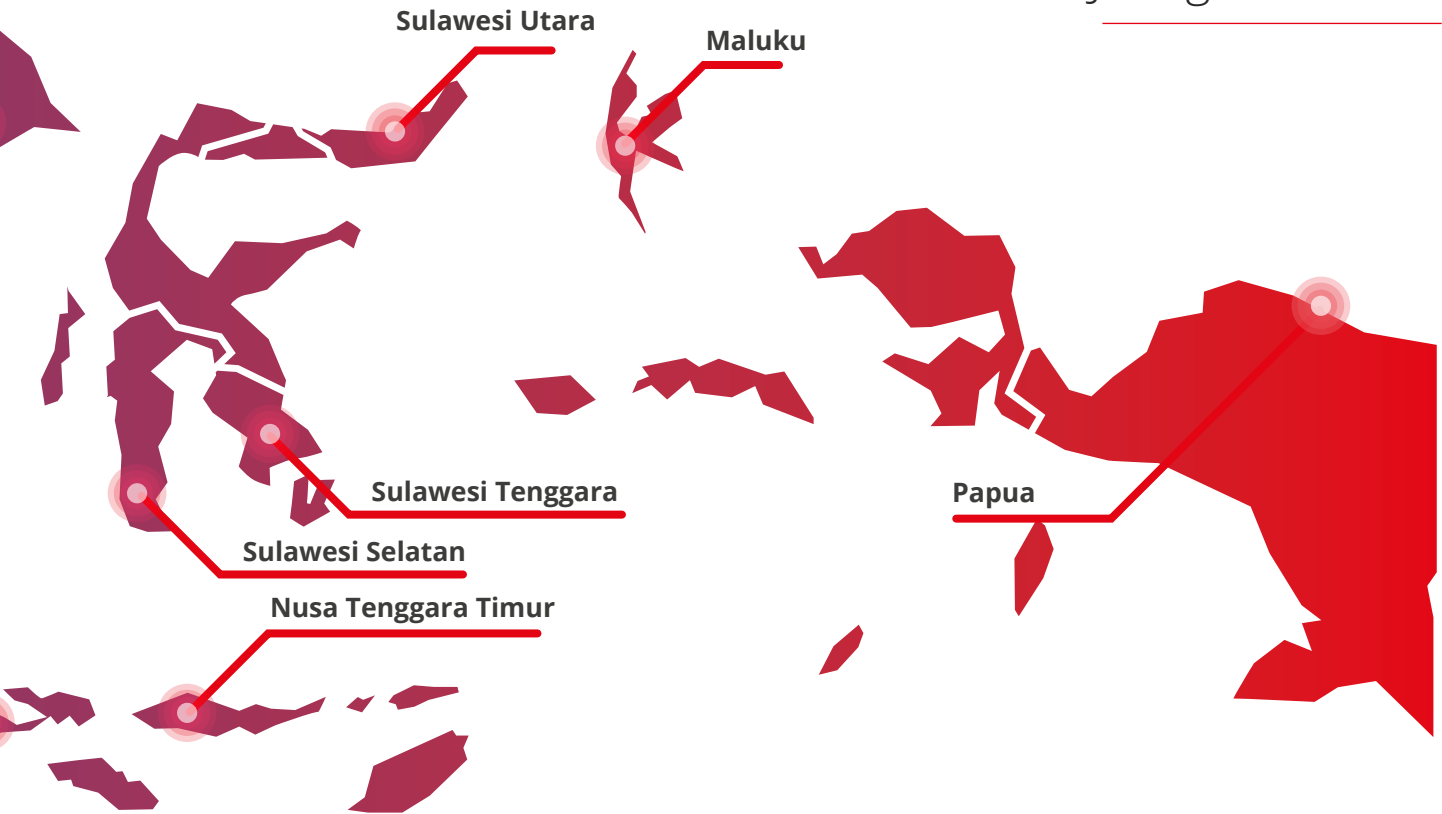 Sulawesi Utara
Maluku
Sulawesi Tenggara
Papua
Sulawesi Selatan
Nusa Tenggara Timur